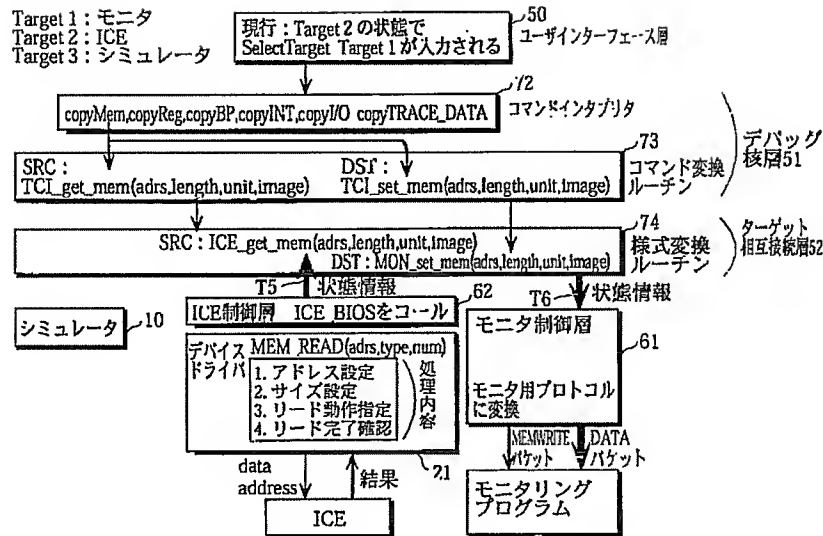 Target 1：モニタ
Target 2：ICE
Target 3：シミュレータ
現行：Target 2 の状態で
SelectTarget Target 1 が入力される
50
ユーザインターフェース層
72
copyMem,copyReg,copyBP,copyINT,copyI/O copyTRACE_DATA
コマンドインタプリタ
73
SRC：
TCI_get_mem(adrs,length,unit,image)
DST：
TCI_set_mem(adrs,length,unit,image)
コマンド変換
ルーチン
デバッグ
核層51
74
SRC：ICE_get_mem(adrs,length,unit,image)
DST：MON_set_mem(adrs,length,unit,image)
様式変換
ルーチン
ターゲット
相互接続層52
T5
状態情報
62
ICE制御層 ICE_BIOSをコール
T6
状態情報
シミュレータ
10
デバイス
ドライバ
MEM_READ(adrs,type,num)
1. アドレス設定
2. サイズ設定
3. リード動作指定
4. リード完了確認
処理内容
モニタ制御層
モニタ用プロトコル
に変換
61
21
data
address
結果
ICE
MEMWRITE
パケット
DATA
パケット
モニタリング
プログラム